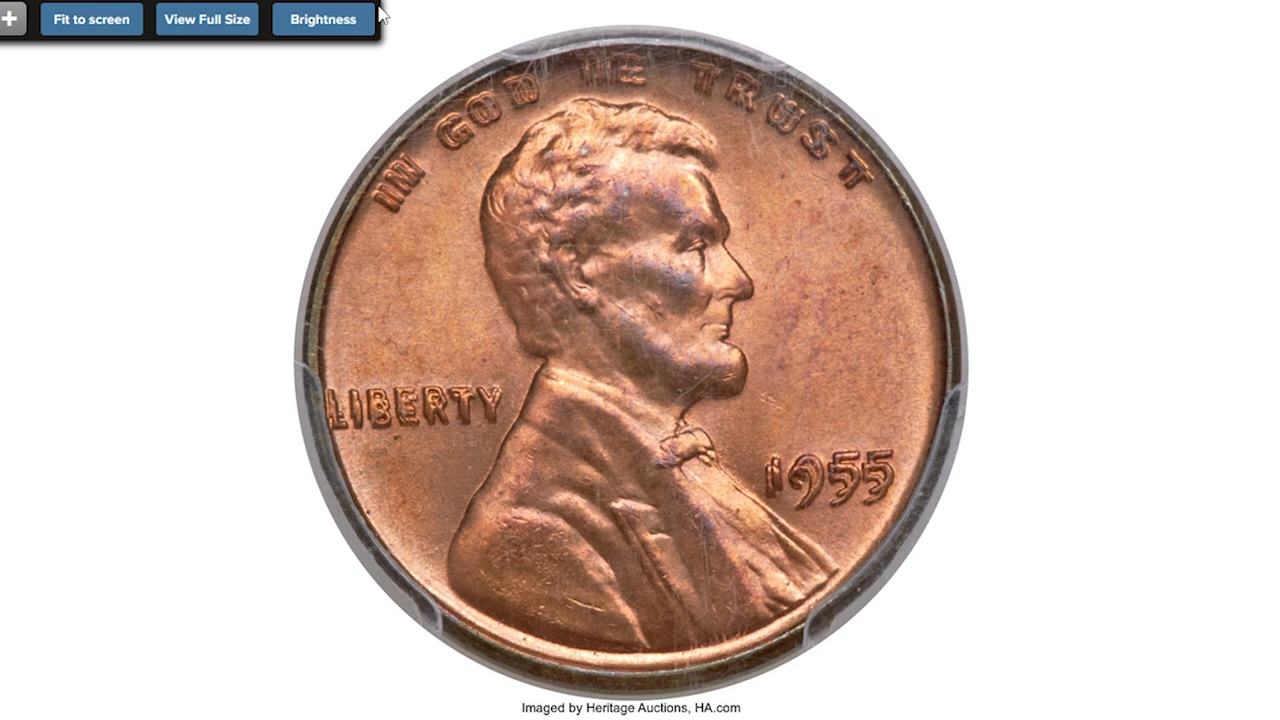 + Fit to screen View Full Size Brightness
IN GOD WE TRUST
LIBERTY
1955
Imaged by Heritage Auctions, HA.com